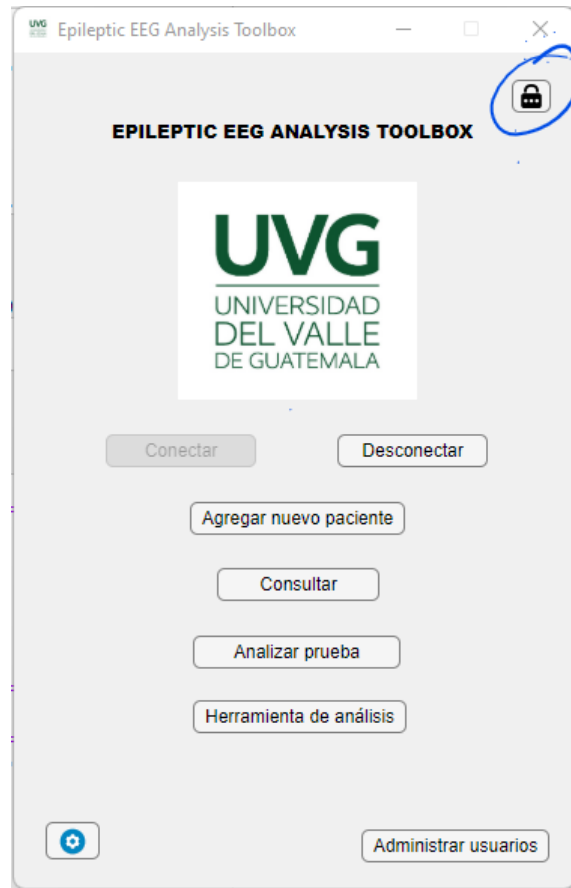 UVG Epileptic EEG Analysis Toolbox
EPILEPTIC EEG ANALYSIS TOOLBOX
UVG
UNIVERSIDAD
DEL VALLE
DE GUATEMALA
Conectar Desconectar
Agregar nuevo paciente
Consultar
Analizar prueba
Herramienta de análisis
Administrar usuarios